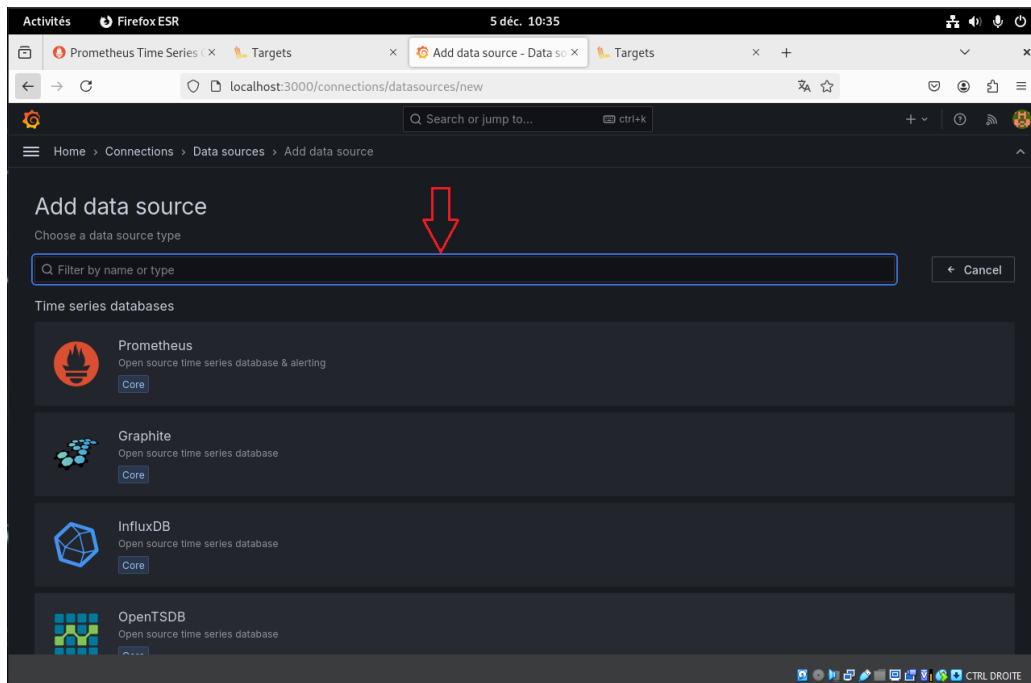 Activités Firefox ESR 5 déc. 10:35
Prometheus Time Series Targets Add data source - Data so Targets
localhost:3000/connections/datasources/new
Search or jump to... ctrl+k
Home › Connections › Data sources › Add data source
Add data source
Choose a data source type
Filter by name or type Cancel
Time series databases
Prometheus
Open source time series database & alerting
Core
Graphite
Open source time series database
Core
InfluxDB
Open source time series database
Core
OpenTSDB
Open source time series database
Core
CTRL DROITE